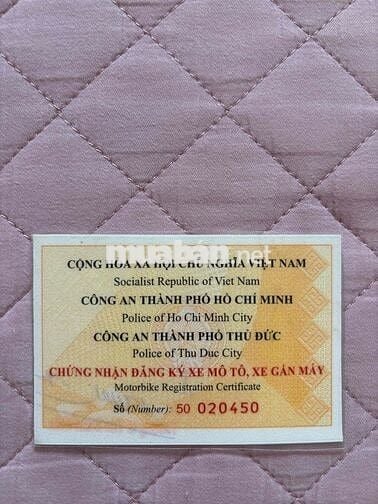 muaban.net
CỘNG HOÀ XÃ HỘI CHỦ NGHĨA VIỆT NAM
Socialist Republic of Viet Nam
CÔNG AN THÀNH PHỐ HỒ CHÍ MINH
Police of Ho Chi Minh City
CÔNG AN THÀNH PHỐ THỦ ĐỨC
Police of Thu Duc City
CHỨNG NHẬN ĐĂNG KÝ XE MÔ TÔ, XE GẮN MÁY
Motorbike Registration Certificate
Số (Number): 50 020450